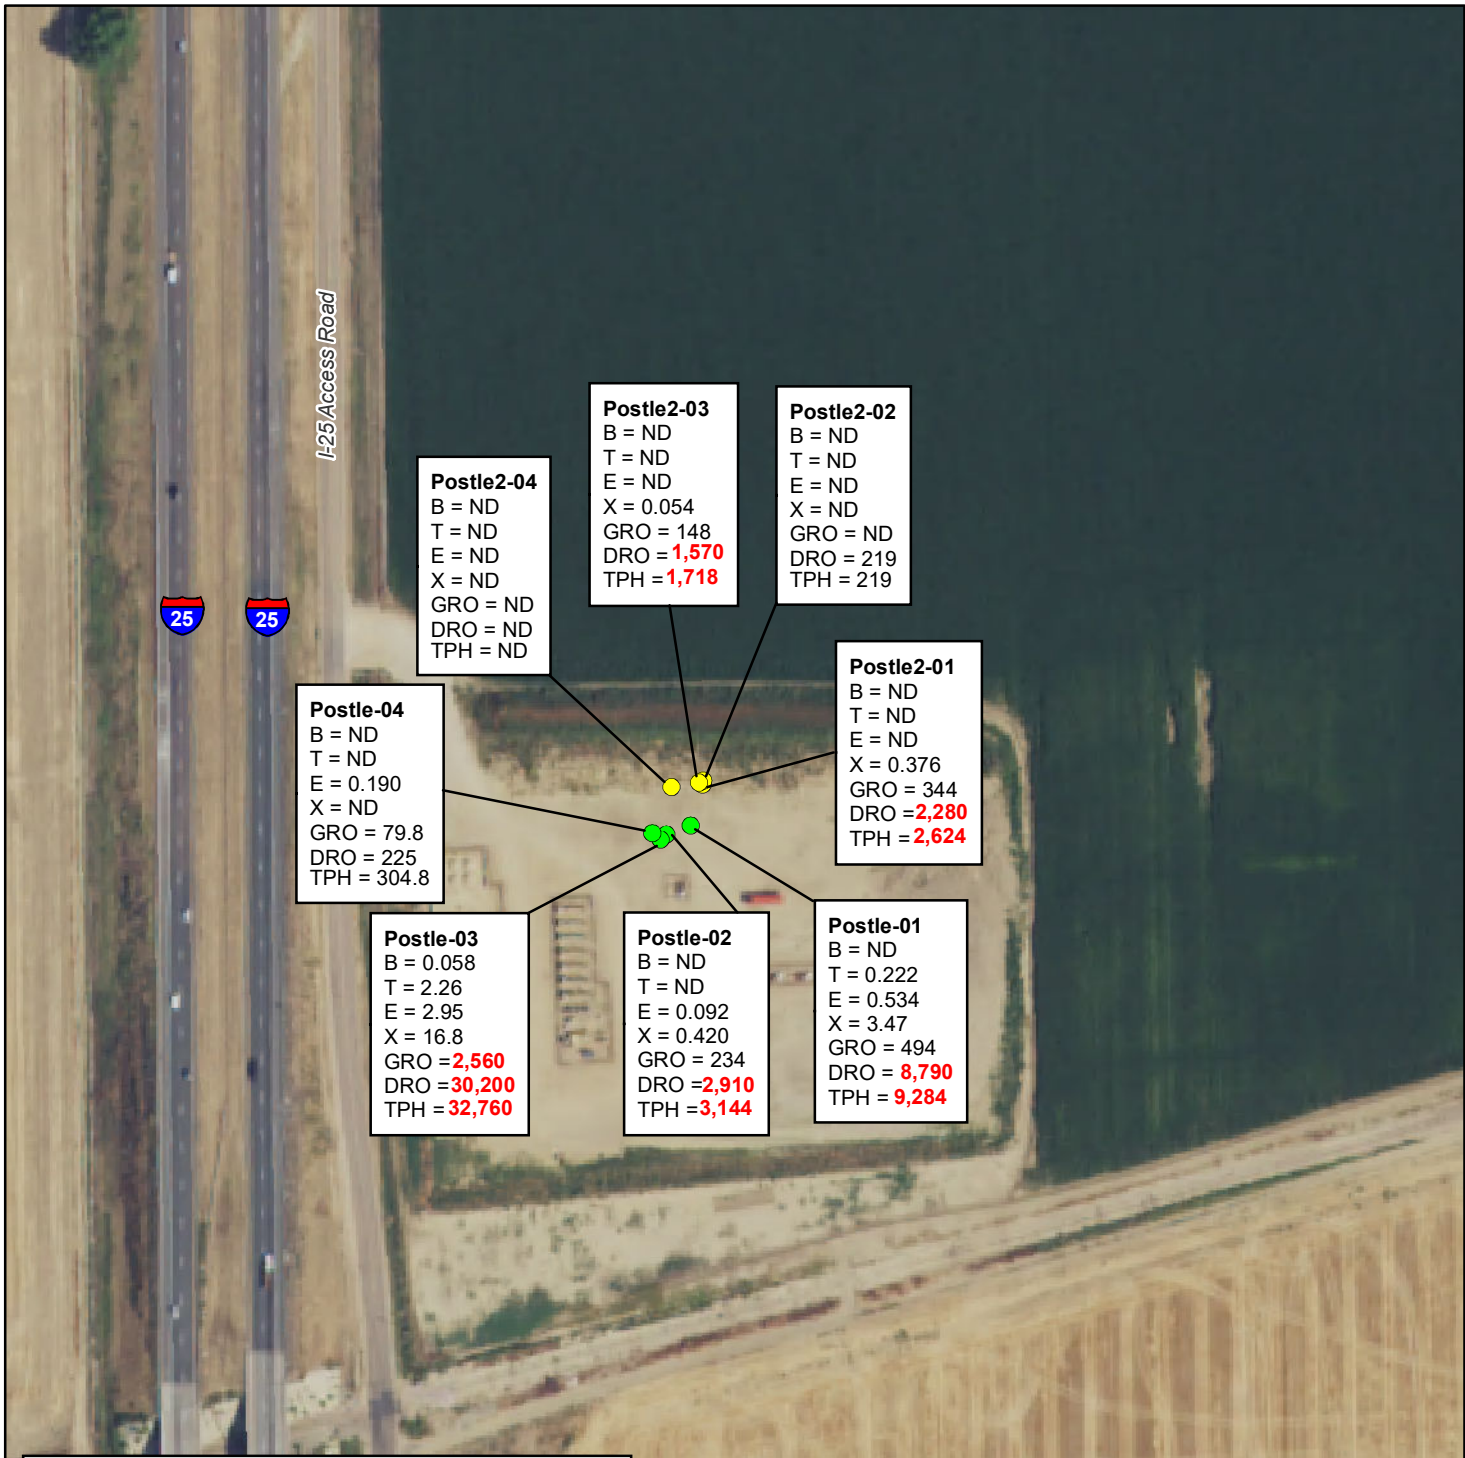 I-25 Access Road
25
25
Postle2-03
B = ND
T = ND
E = ND
X = 0.054
GRO = 148
DRO = 1,570
TPH = 1,718
Postle2-02
B = ND
T = ND
E = ND
X = ND
GRO = ND
DRO = 219
TPH = 219
Postle2-04
B = ND
T = ND
E = ND
X = ND
GRO = ND
DRO = ND
TPH = ND
Postle2-01
B = ND
T = ND
E = ND
X = 0.376
GRO = 344
DRO = 2,280
TPH = 2,624
Postle-04
B = ND
T = ND
E = 0.190
X = ND
GRO = 79.8
DRO = 225
TPH = 304.8
Postle-03
B = 0.058
T = 2.26
E = 2.95
X = 16.8
GRO = 2,560
DRO = 30,200
TPH = 32,760
Postle-02
B = ND
T = ND
E = 0.092
X = 0.420
GRO = 234
DRO = 2,910
TPH = 3,144
Postle-01
B = ND
T = 0.222
E = 0.534
X = 3.47
GRO = 494
DRO = 8,790
TPH = 9,284